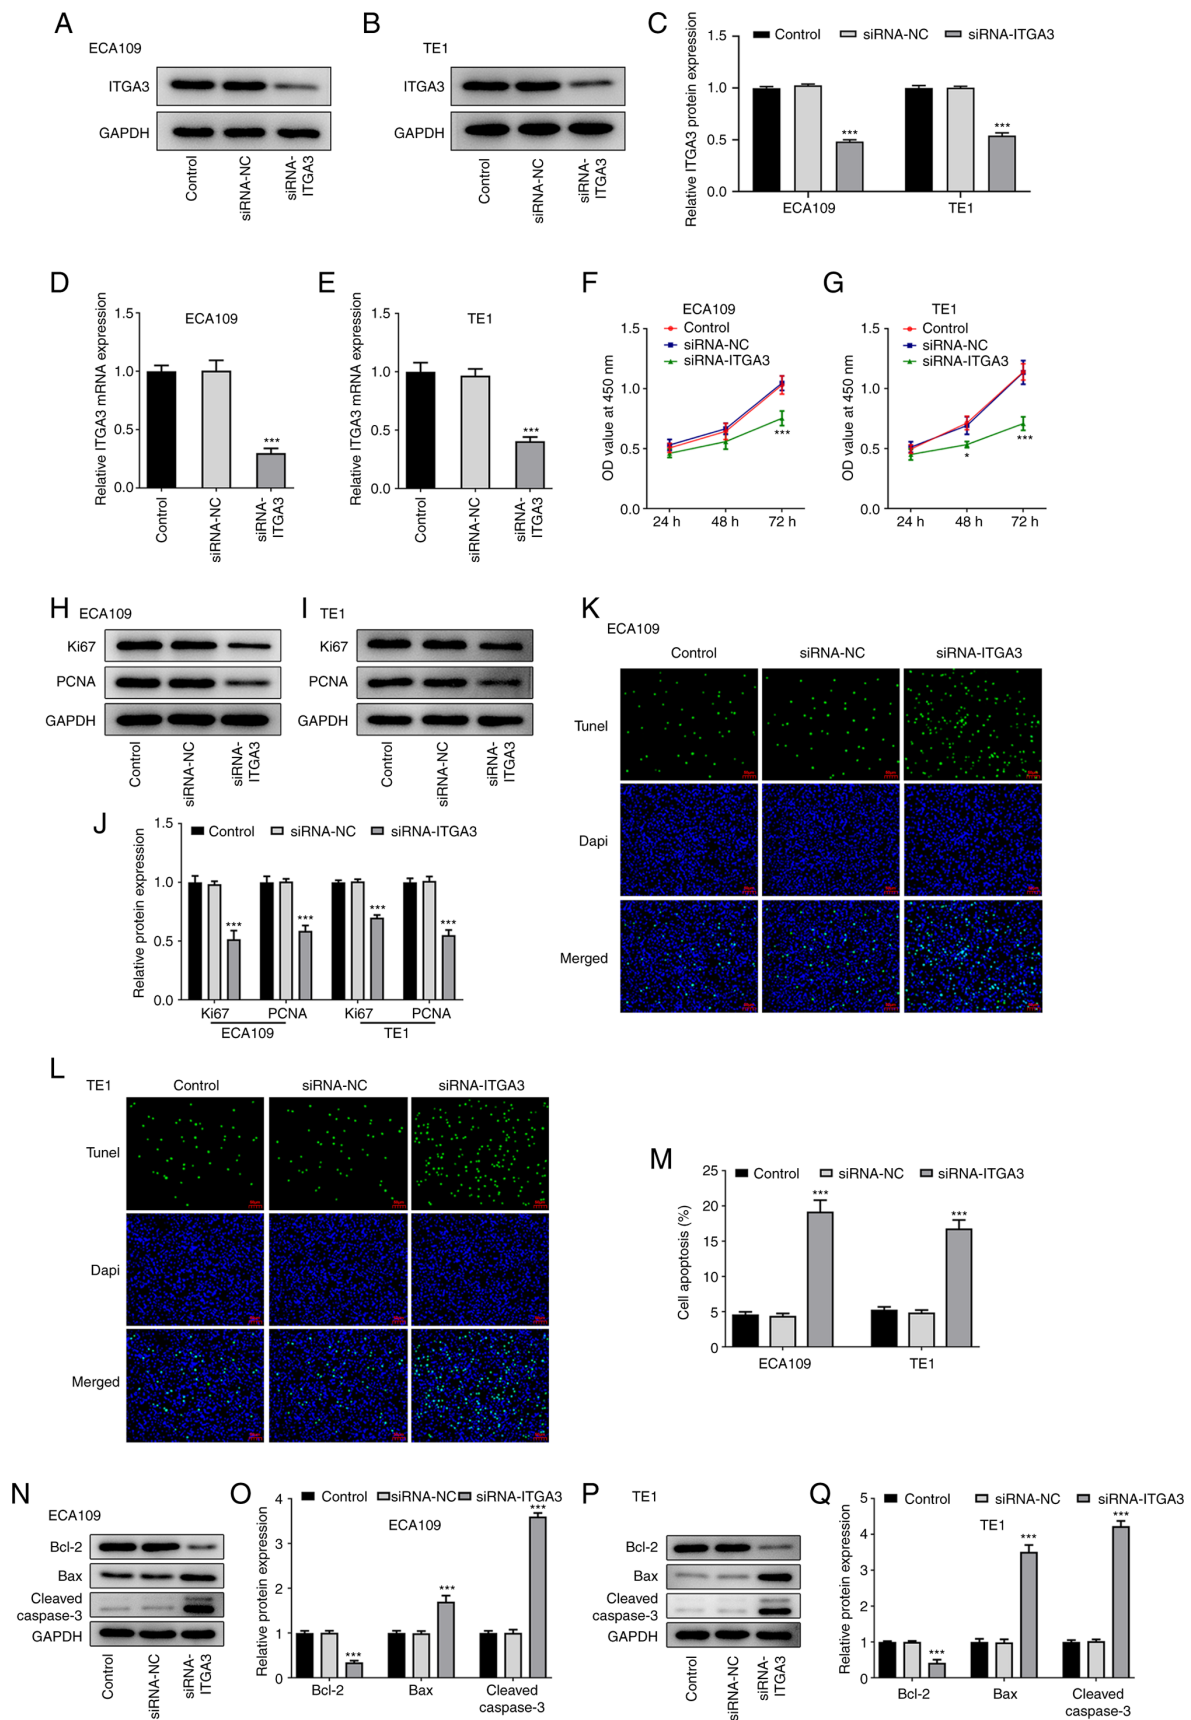 A
ECA109
ITGA3
GAPDH
Control
siRNA-NC
siRNA-
ITGA3
B
TE1
ITGA3
GAPDH
Control
siRNA-NC
siRNA-
ITGA3
C
Relative ITGA3 protein expression
1.5
1.0
0.5
0.0
Control
siRNA-NC
siRNA-ITGA3
***
***
ECA109
TE1
D
Relative ITGA3 mRNA expression
1.5
1.0
0.5
0.0
ECA109
***
Control
siRNA-NC
siRNA-
ITGA3
E
Relative ITGA3 mRNA expression
1.5
1.0
0.5
0.0
TE1
***
Control
siRNA-NC
siRNA-
ITGA3
F
ECA109
Control
siRNA-NC
siRNA-ITGA3
OD value at 450 nm
1.5
1.0
0.5
0.0
***
24 h
48 h
72 h
G
TE1
Control
siRNA-NC
siRNA-ITGA3
OD value at 450 nm
1.5
1.0
0.5
0.0
*
***
24 h
48 h
72 h
H
ECA109
Ki67
PCNA
GAPDH
Control
siRNA-NC
siRNA-
ITGA3
I
TE1
Ki67
PCNA
GAPDH
Control
siRNA-NC
siRNA-
ITGA3
J
Relative protein expression
1.5
1.0
0.5
0.0
Control
siRNA-NC
siRNA-ITGA3
***
***
***
***
Ki67
PCNA
Ki67
PCNA
ECA109
TE1
K
ECA109
Control
siRNA-NC
siRNA-ITGA3
Tunel
Dapi
Merged
L
TE1
Control
siRNA-NC
siRNA-ITGA3
Tunel
Dapi
Merged
M
Cell apoptosis (%)
25
20
15
10
5
0
Control
siRNA-NC
siRNA-ITGA3
***
***
ECA109
TE1
N
ECA109
Bcl-2
Bax
Cleaved
caspase-3
GAPDH
Control
siRNA-NC
siRNA-
ITGA3
O
Relative protein expression
4
3
2
1
0
Control
siRNA-NC
siRNA-ITGA3
ECA109
***
***
***
Bcl-2
Bax
Cleaved
caspase-3
P
TE1
Bcl-2
Bax
Cleaved
caspase-3
GAPDH
Control
siRNA-NC
siRNA-
ITGA3
Q
Relative protein expression
5
4
3
2
1
0
Control
siRNA-NC
siRNA-ITGA3
TE1
***
***
***
Bcl-2
Bax
Cleaved
caspase-3